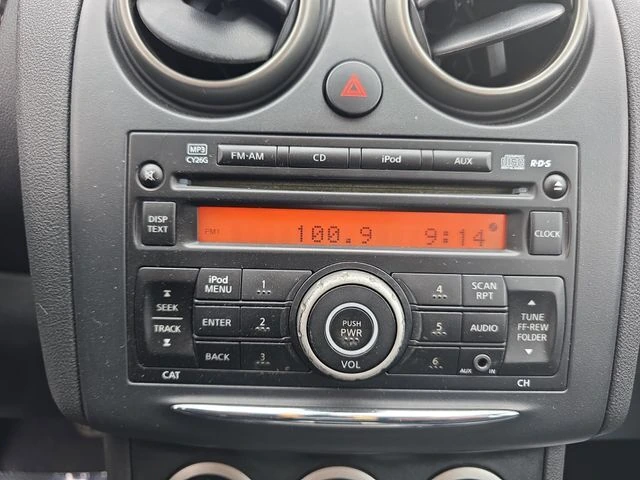 MP3
CY26G
FM•AM CD iPod AUX
R•D•S
DISP
TEXT
FM1 100.9 9:14
CLOCK
iPod
MENU
1
4
SCAN
RPT
SEEK
TRACK
ENTER
2
PUSH
PWR
VOL
5
AUDIO
TUNE
FF•REW
FOLDER
BACK
3
6
AUX IN
CAT
CH